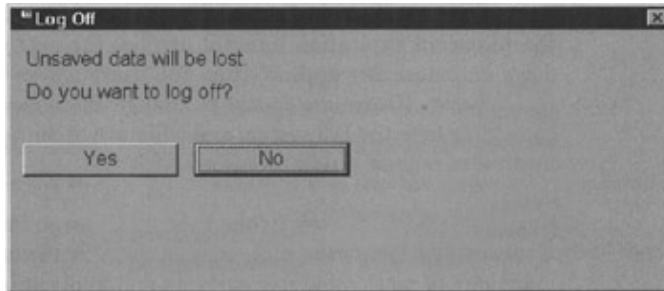 Log Off
Unsaved data will be lost.
Do you want to log off?
Yes
No